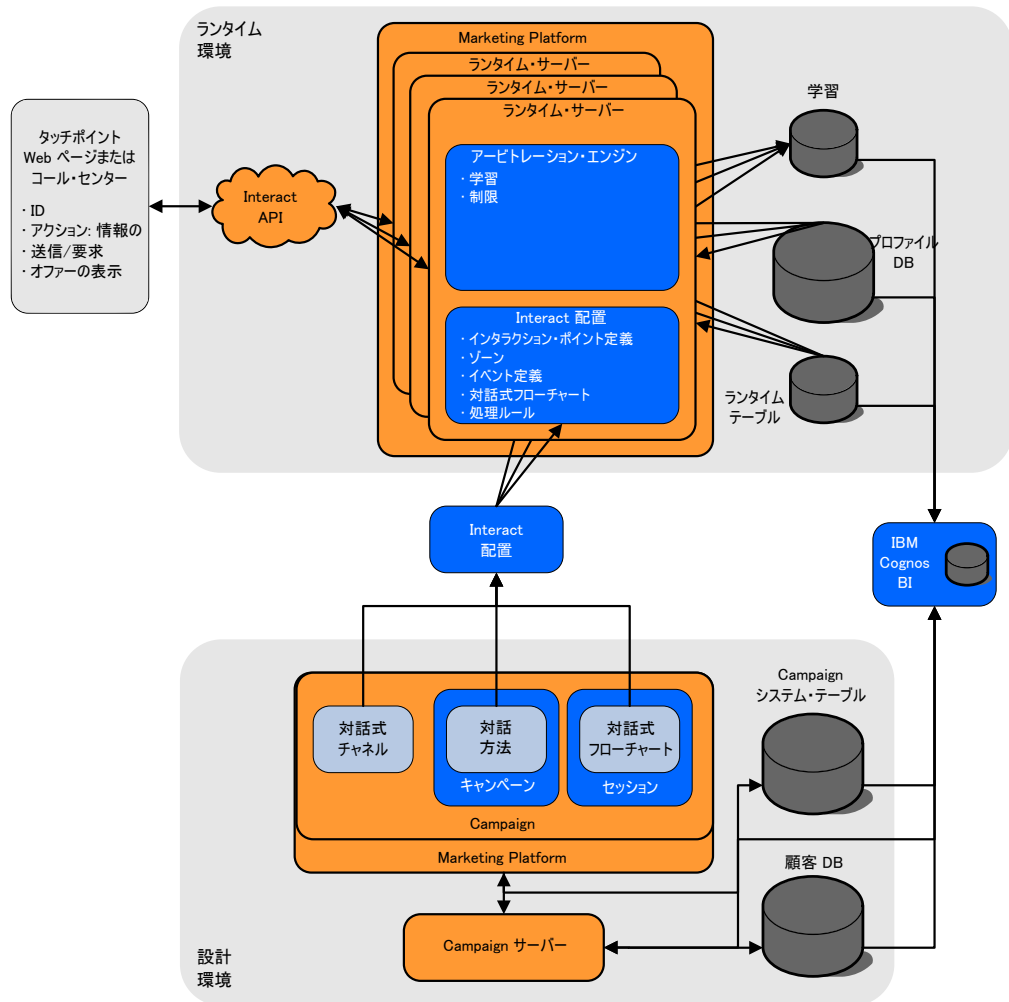 ランタイム
環境
Marketing Platform
ランタイム・サーバー
ランタイム・サーバー
ランタイム・サーバー
タッチポイント
Web ページまたは
コール・センター
・ID
・アクション: 情報の
・送信/要求
・オファーの表示
Interact
API
アービトレーション・エンジン
・学習
・制限
Interact 配置
・インタラクション・ポイント定義
・ゾーン
・イベント定義
・対話式フローチャート
・処理ルール
学習
プロファイル
DB
ランタイム
テーブル
Interact
配置
IBM
Cognos
BI
対話式
チャネル
対話
方法
キャンペーン
対話式
フローチャート
セッション
Campaign
Marketing Platform
Campaign
システム・テーブル
顧客 DB
Campaign サーバー
設計
環境